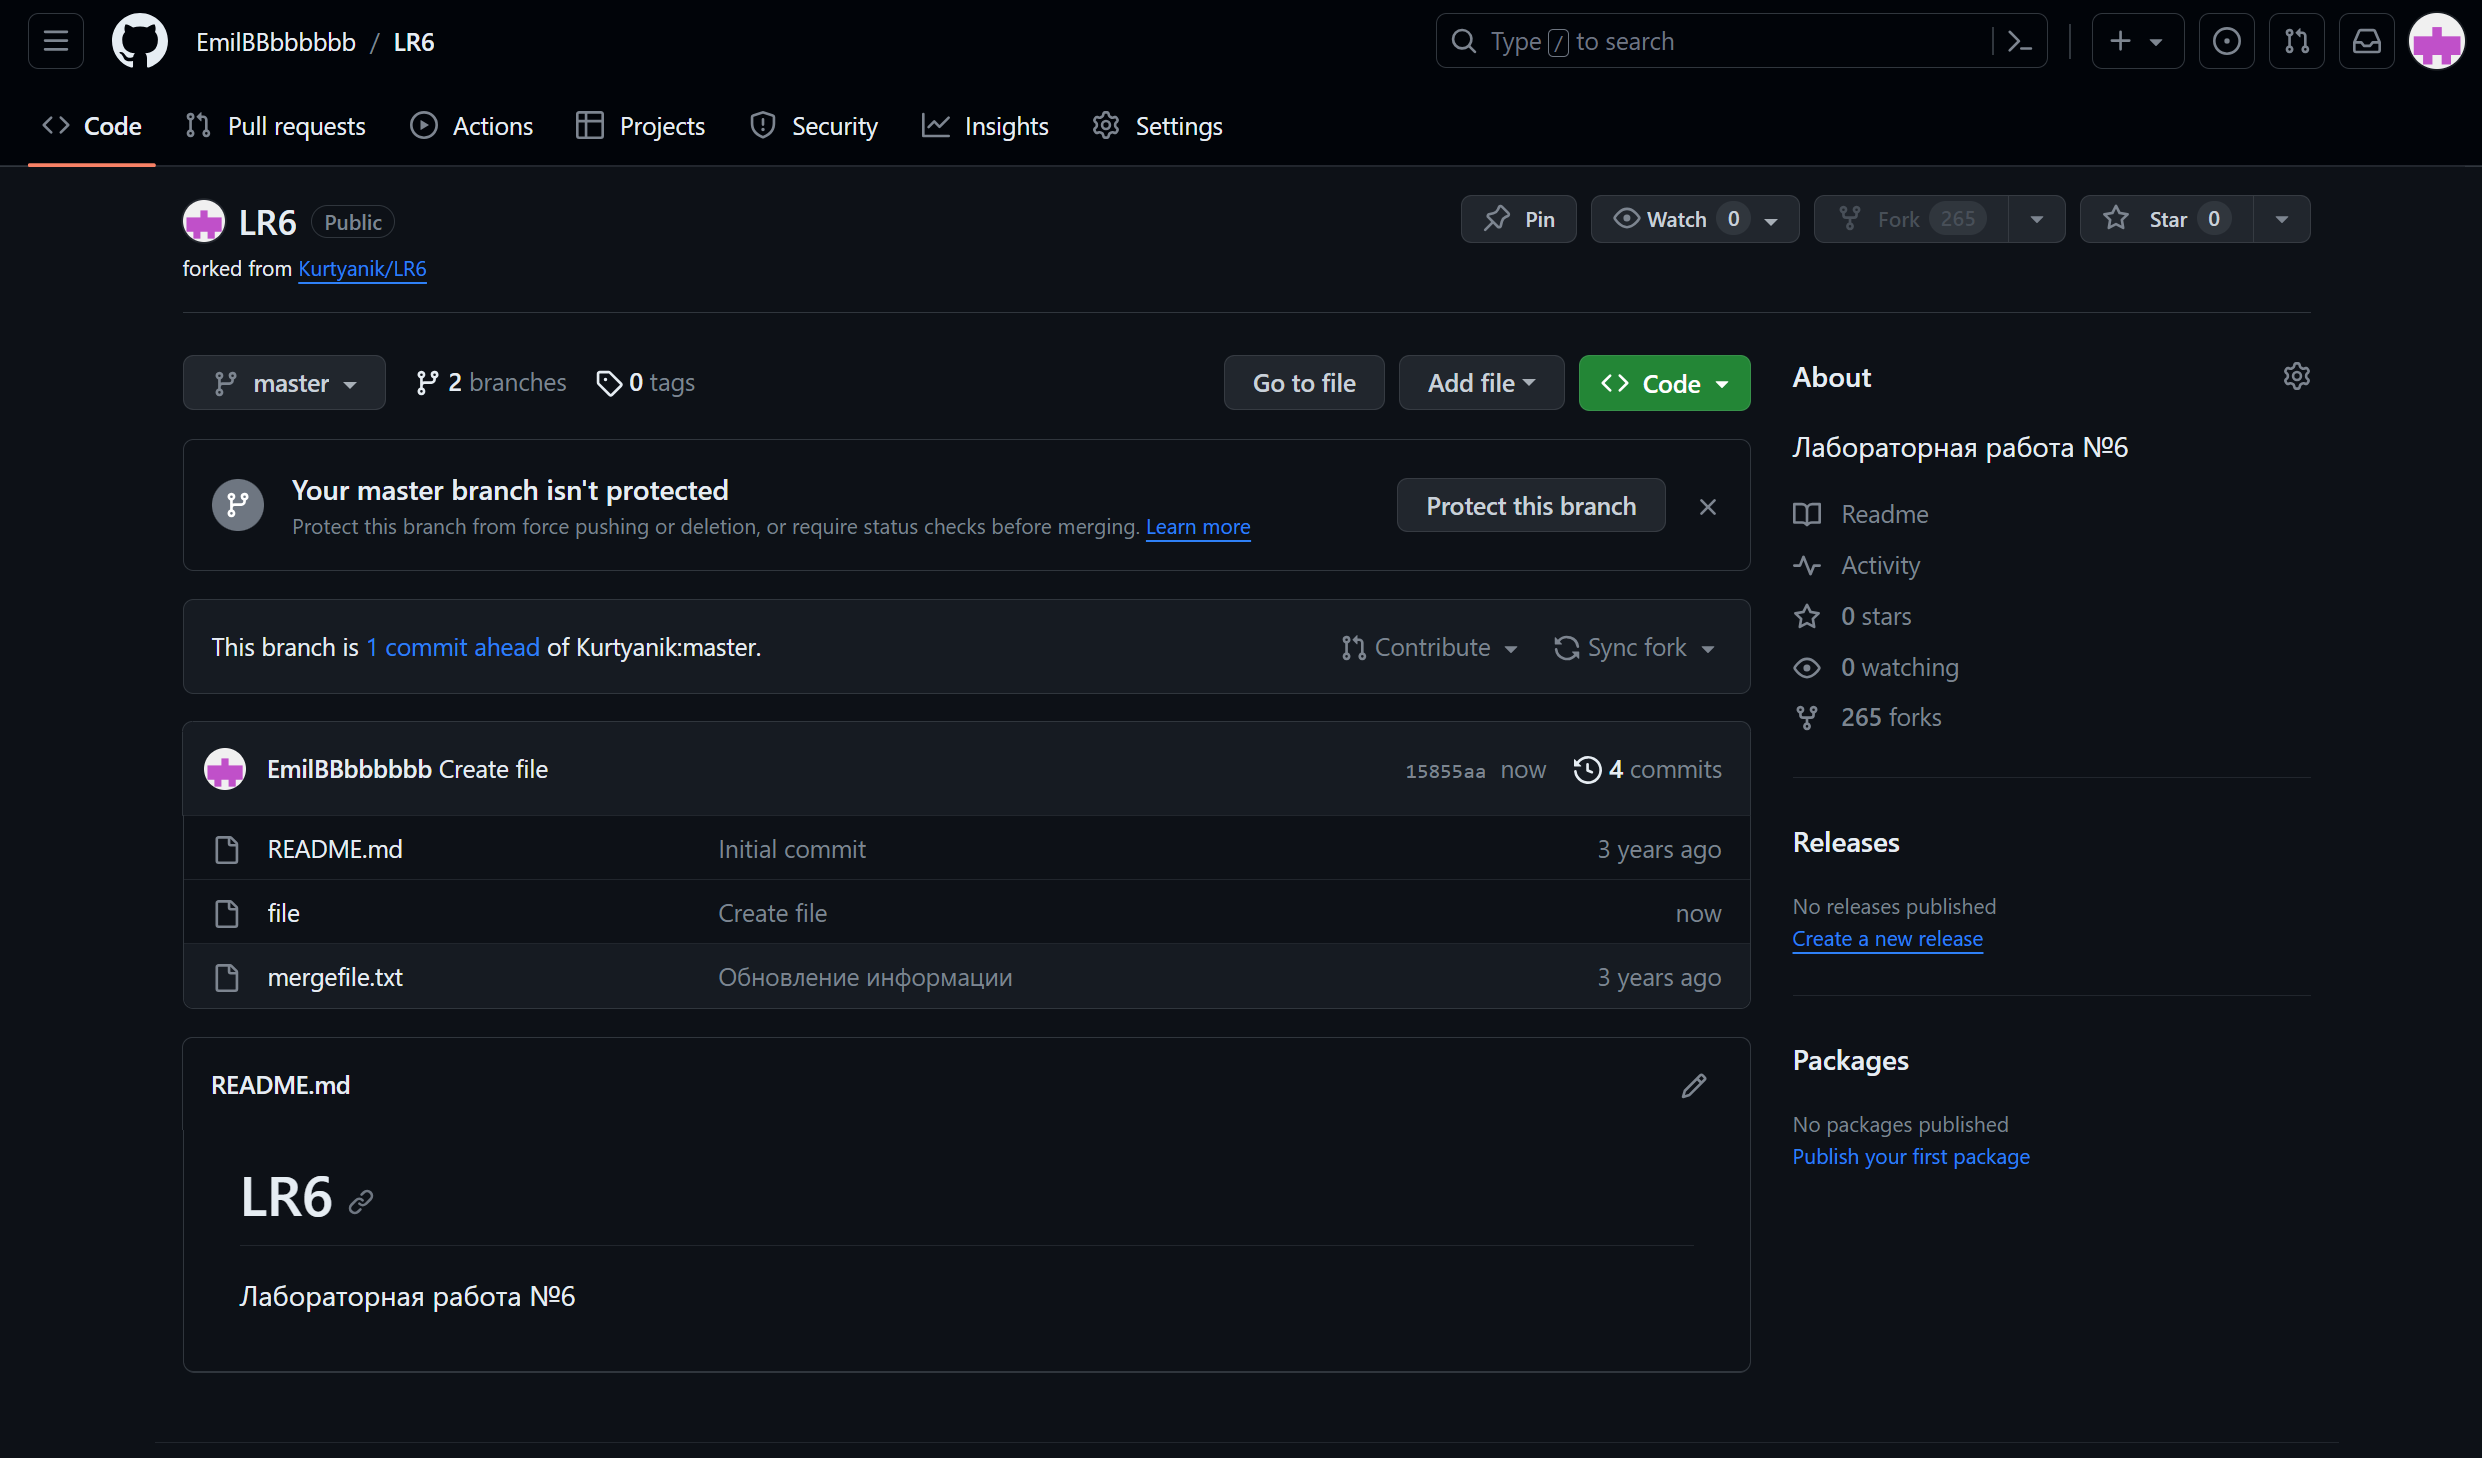 EmilBBbbbbbb / LR6
Type / to search
Code Pull requests Actions Projects Security Insights Settings
LR6 Public
Pin Watch 0 Fork 265 Star 0
forked from Kurtyanik/LR6
master 2 branches 0 tags Go to file Add file Code
Your master branch isn't protected
Protect this branch from force pushing or deletion, or require status checks before merging. Learn more
Protect this branch
This branch is 1 commit ahead of Kurtyanik:master.
Contribute Sync fork
EmilBBbbbbbb Create file 15855aa now 4 commits
README.md Initial commit 3 years ago
file Create file now
mergefile.txt Обновление информации 3 years ago
README.md
LR6
Лабораторная работа №6
About
Лабораторная работа №6
Readme
Activity
0 stars
0 watching
265 forks
Releases
No releases published
Create a new release
Packages
No packages published
Publish your first package